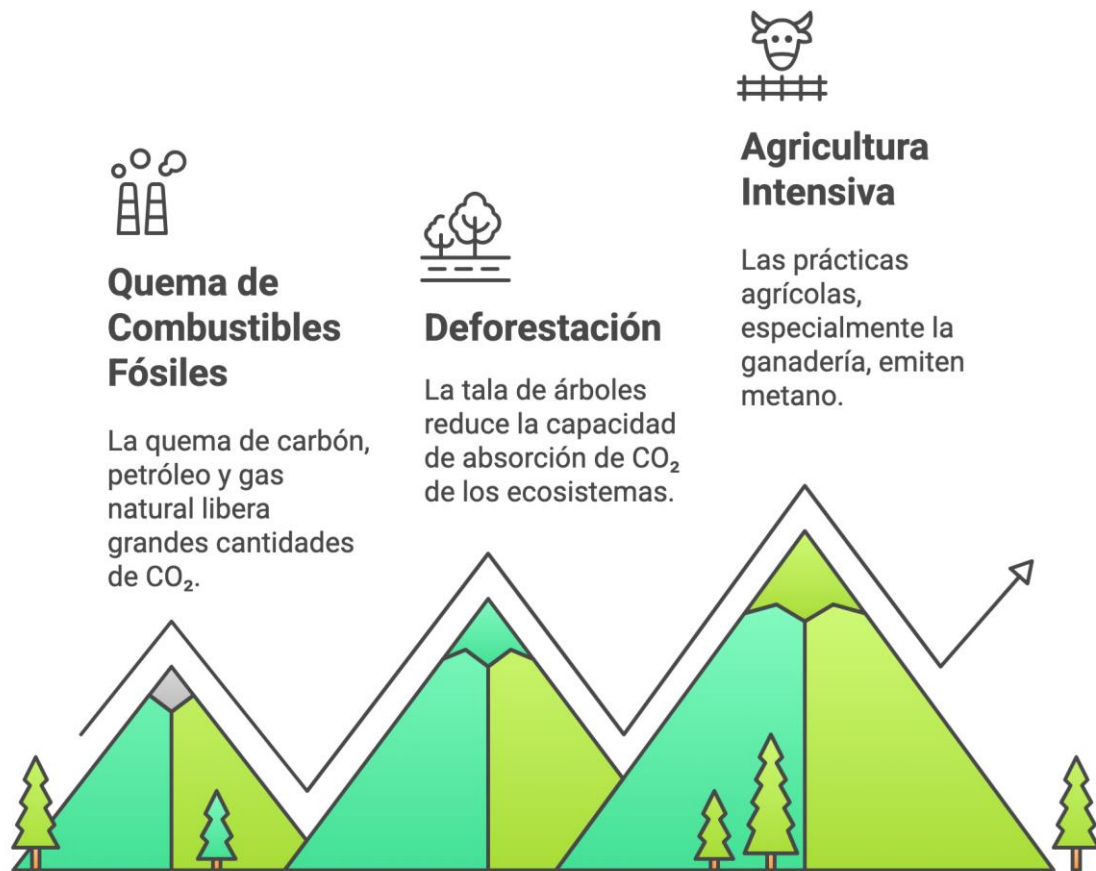 Quema de
Combustibles
Fósiles
La quema de carbón,
petróleo y gas
natural libera
grandes cantidades
de CO₂.
Deforestación
La tala de árboles
reduce la capacidad
de absorción de CO₂
de los ecosistemas.
Agricultura
Intensiva
Las prácticas
agrícolas,
especialmente la
ganadería, emiten
metano.